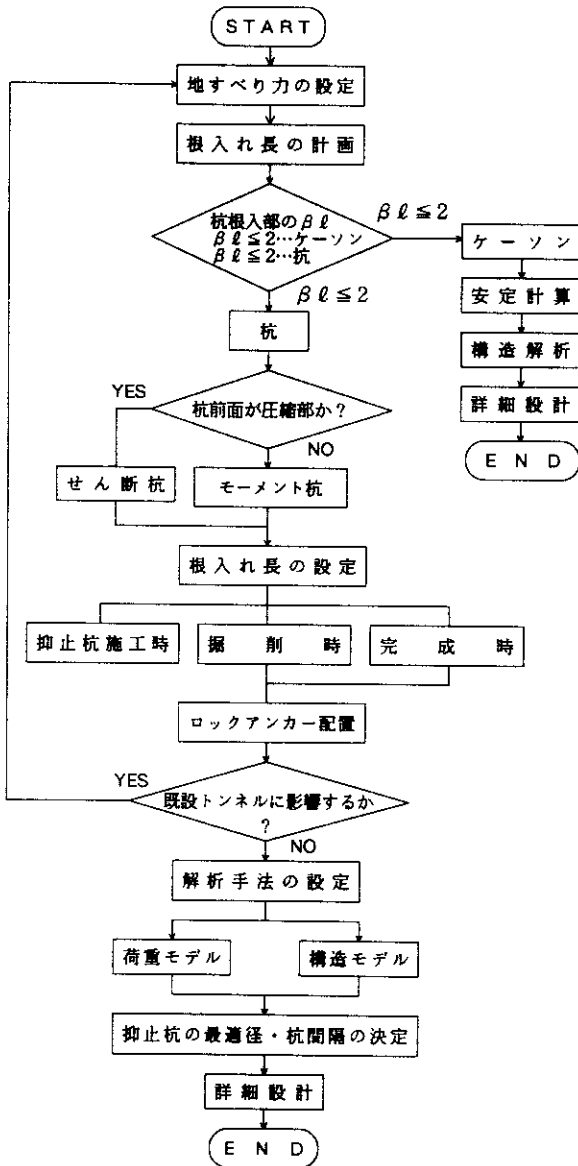 START
地すべり力の設定
根入れ長の計画
杭根入部のβℓ
βℓ≦2…ケーソン
βℓ≦2…杭
βℓ≦2
ケーソン
安定計算
構造解析
詳細設計
END
βℓ≦2
杭
YES
杭前面が圧縮部か？
NO
せん断杭
モーメント杭
根入れ長の設定
抑止杭施工時
掘削時
完成時
ロックアンカー配置
YES
既設トンネルに影響するか
？
NO
解析手法の設定
荷重モデル
構造モデル
抑止杭の最適径・杭間隔の決定
詳細設計
END